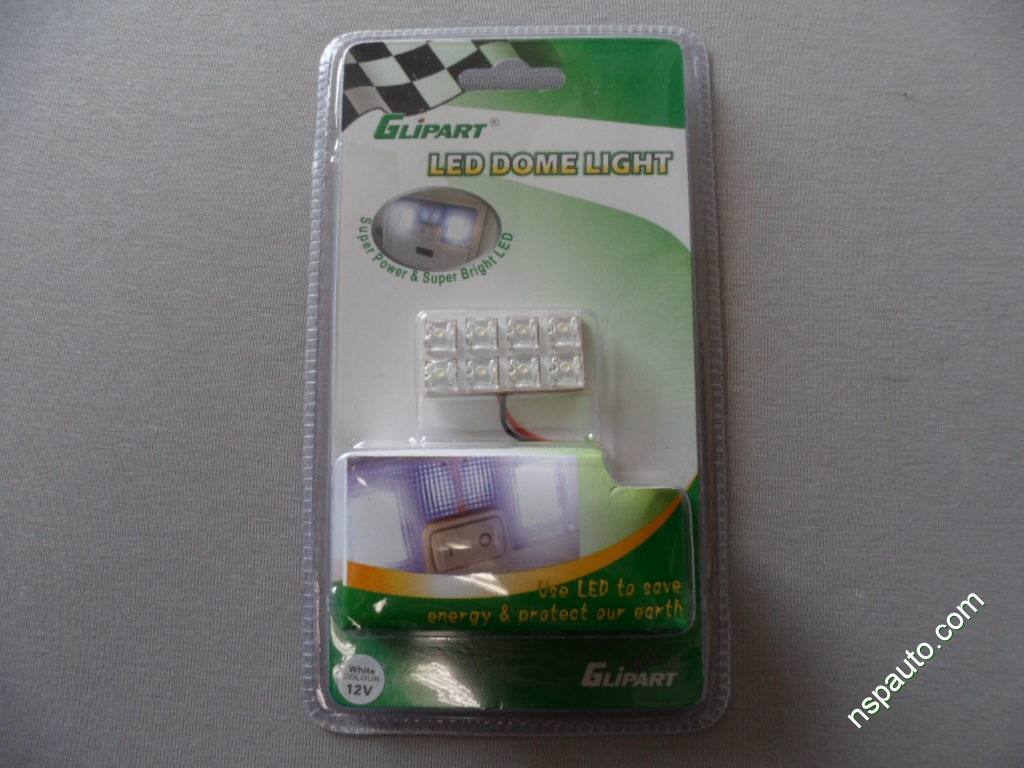 GLIPART®
LED DOME LIGHT
Super Power & Super Bright LED
Use LED to save
energy & protect our earth
White
COLOUR
12V
GLIPART
nspauto.com